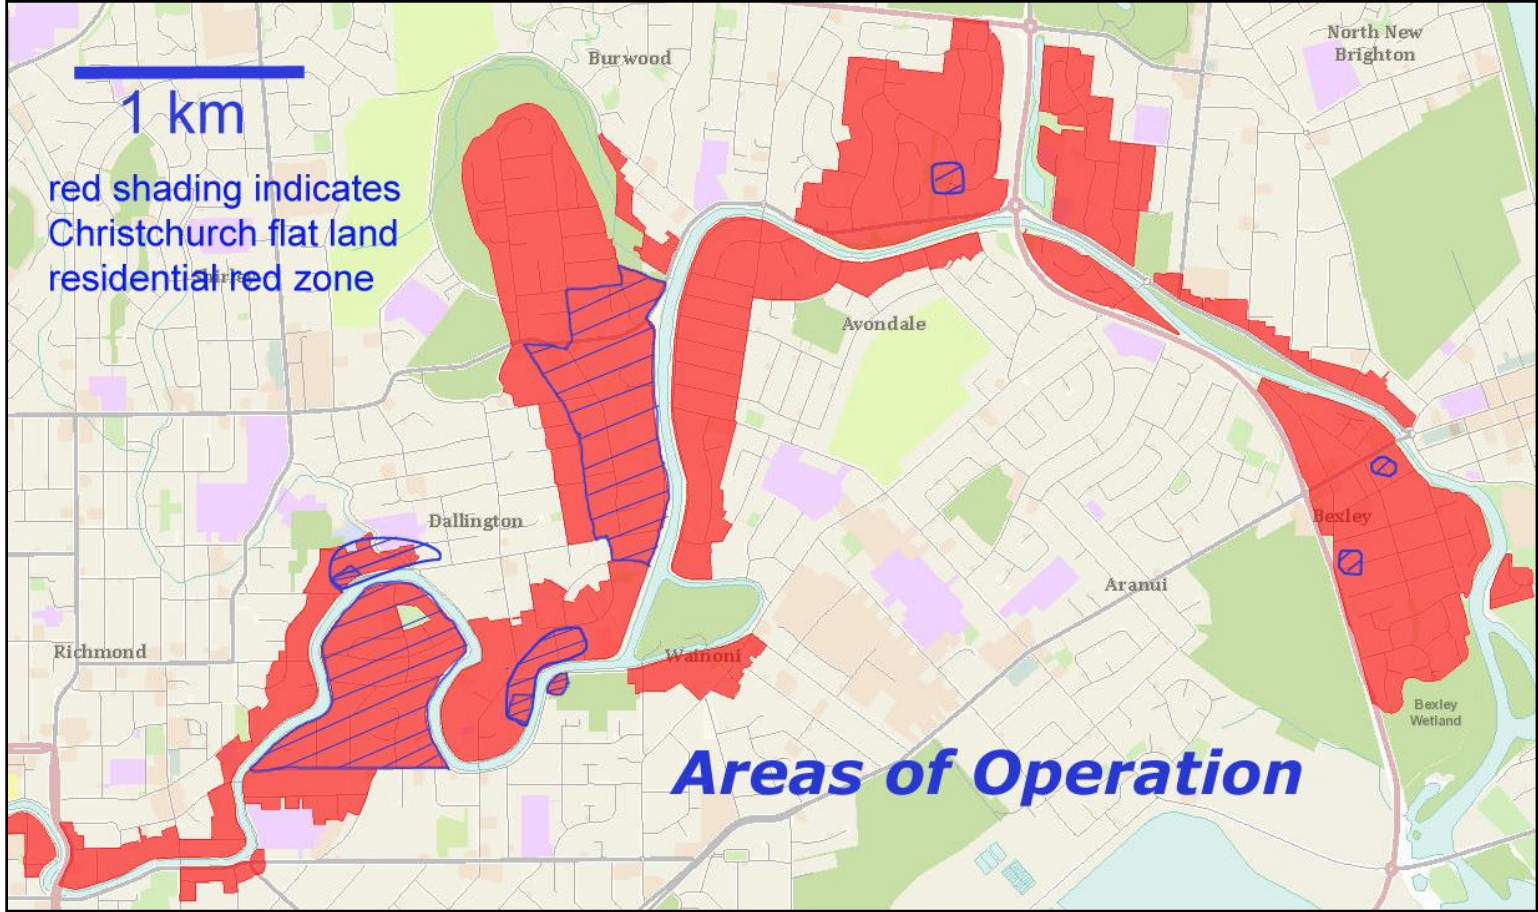 Burwood
North New
Brighton
1 km
red shading indicates
Christchurch flat land
residential red zone
Shirley
Avondale
Dallington
Bexley
Aranui
Richmond
Wainoni
Bexley
Wetland
Areas of Operation